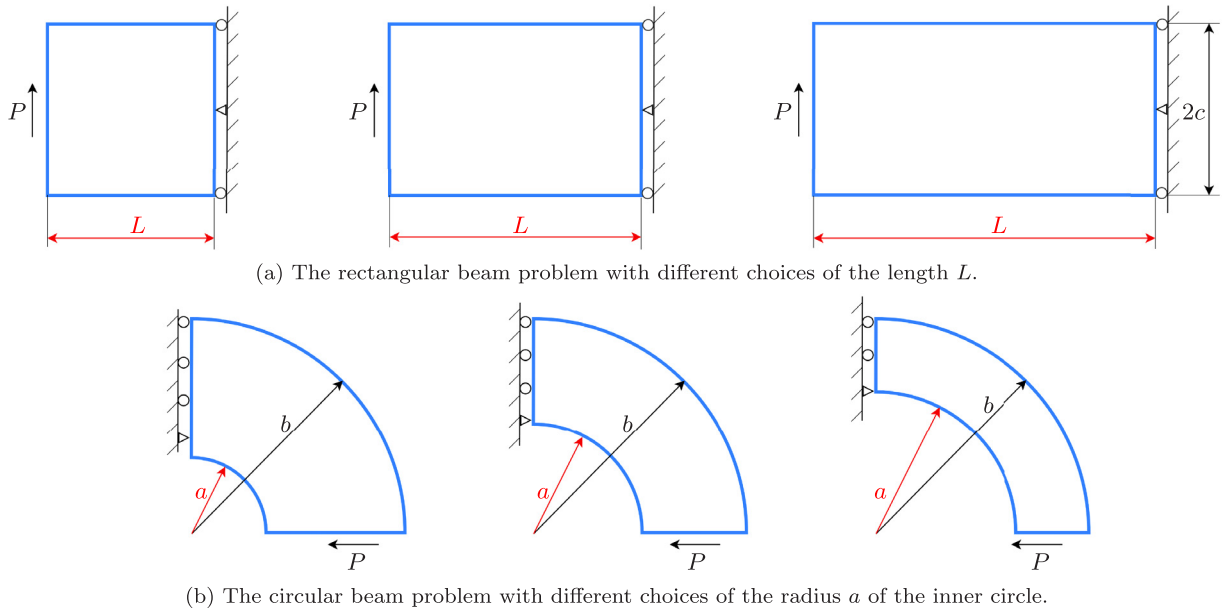 P
P
P
2c
L
L
L
(a) The rectangular beam problem with different choices of the length L.
b
b
b
a
a
a
P
P
P
(b) The circular beam problem with different choices of the radius a of the inner circle.